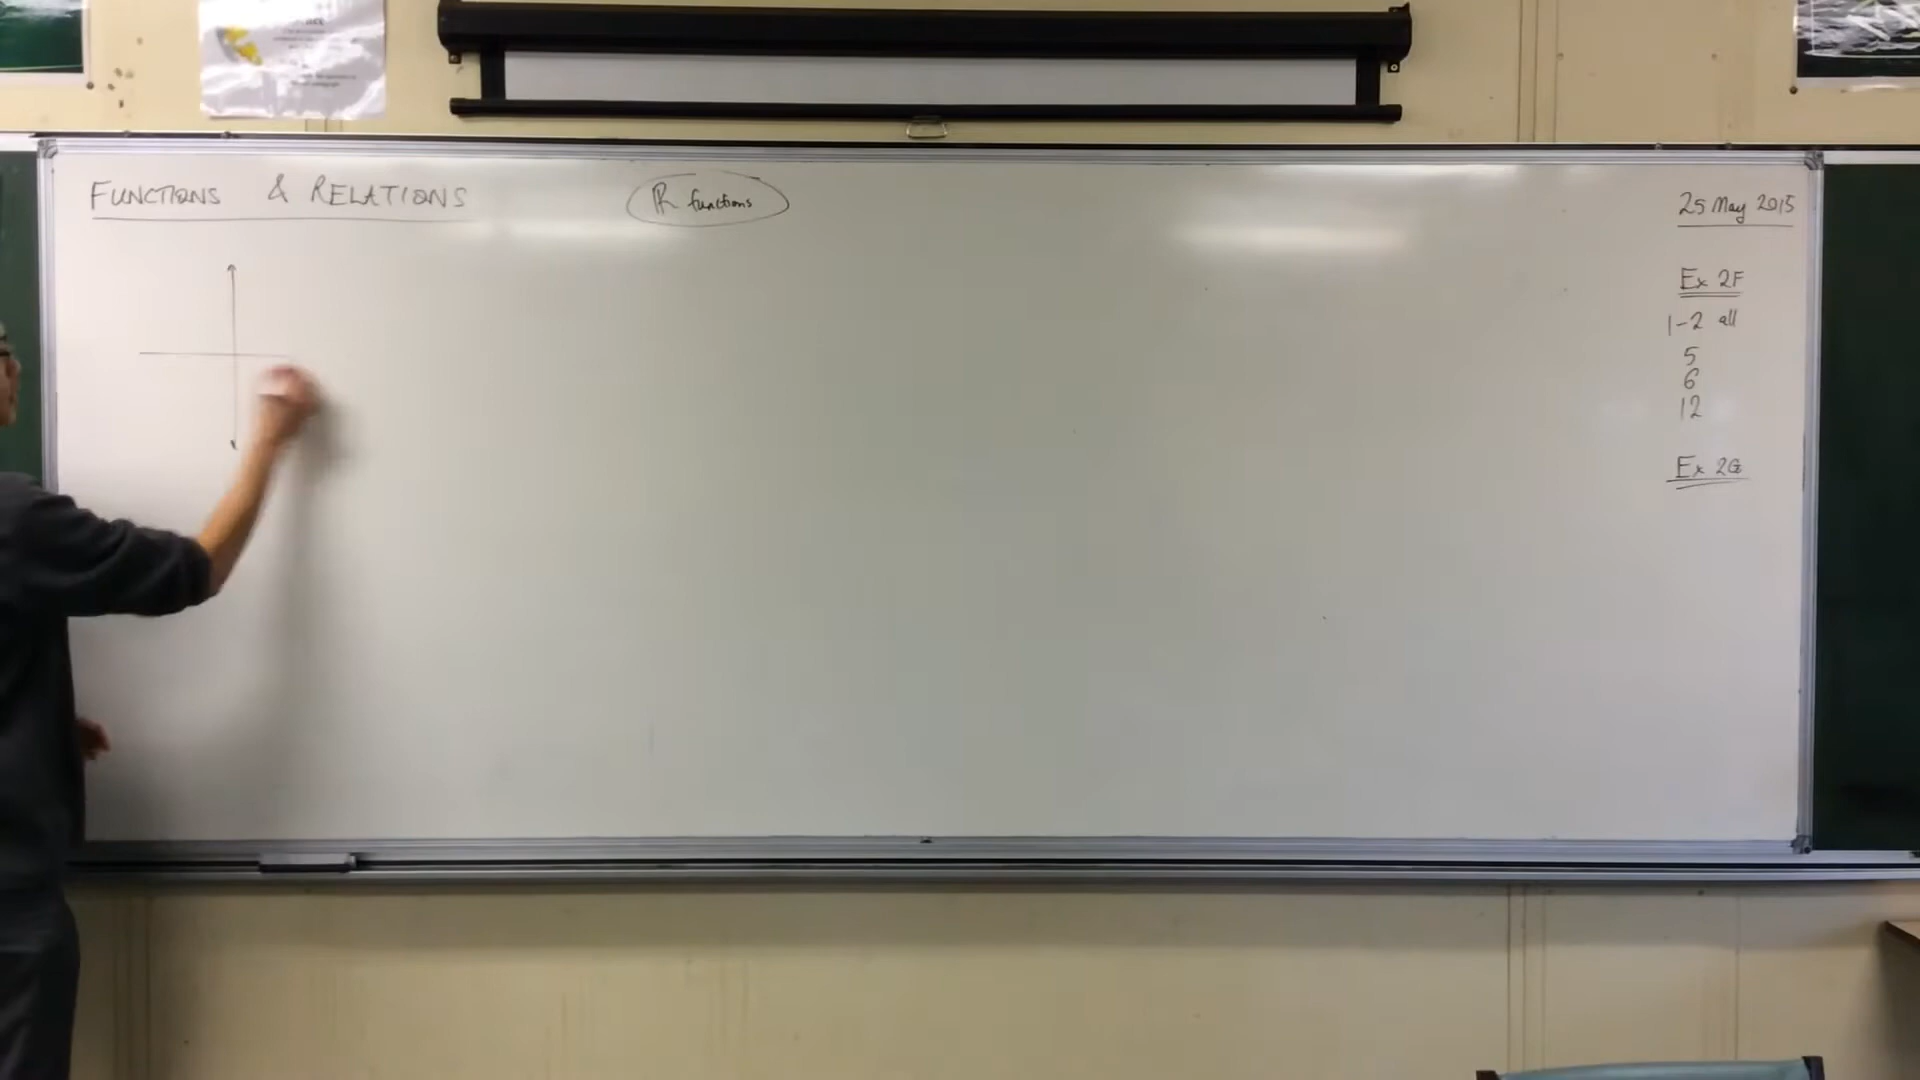 FUNCTIONS & RELATIONS
ℝ functions
25 May 2015
Ex 2F
1-2 all
5
6
12
Ex 2G